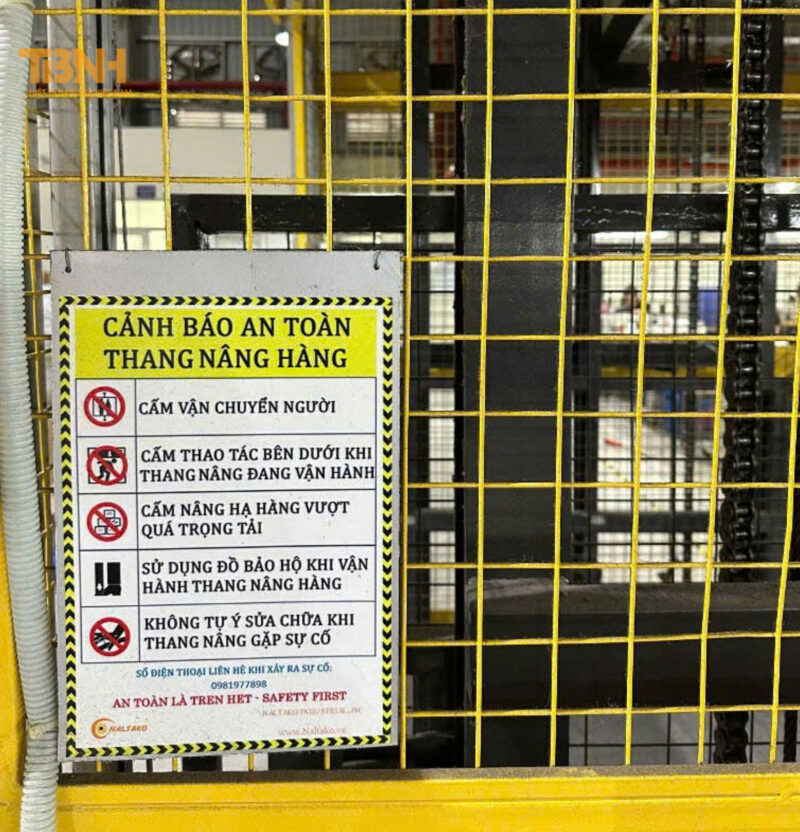 TBNH
CẢNH BÁO AN TOÀN
THANG NÂNG HÀNG
CẤM VẬN CHUYỂN NGƯỜI
CẤM THAO TÁC BÊN DƯỚI KHI
THANG NÂNG ĐANG VẬN HÀNH
CẤM NÂNG HẠ HÀNG VƯỢT
QUÁ TRỌNG TẢI
SỬ DỤNG ĐỒ BẢO HỘ KHI VẬN
HÀNH THANG NÂNG HÀNG
KHÔNG TỰ Ý SỬA CHỮA KHI
THANG NÂNG GẶP SỰ CỐ
SỐ ĐIỆN THOẠI LIÊN HỆ KHI XẢY RA SỰ CỐ:
0981977898
AN TOÀN LÀ TREN HET - SAFETY FIRST
NALTAKO INDUSTRIAL .,JSC
NALTAKO
www.Naltako.vn